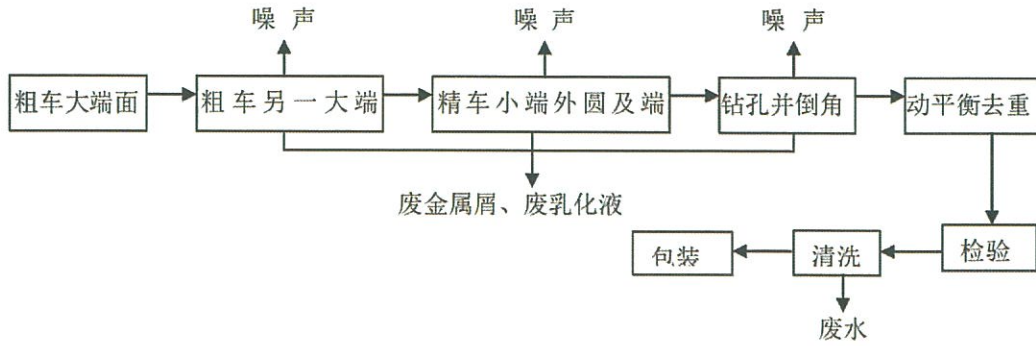 噪 声
噪 声
噪 声
粗车大端面
粗车另一大端
精车小端外圆及端
钻孔并倒角
动平衡去重
废金属屑、废乳化液
包装
清洗
检验
废水